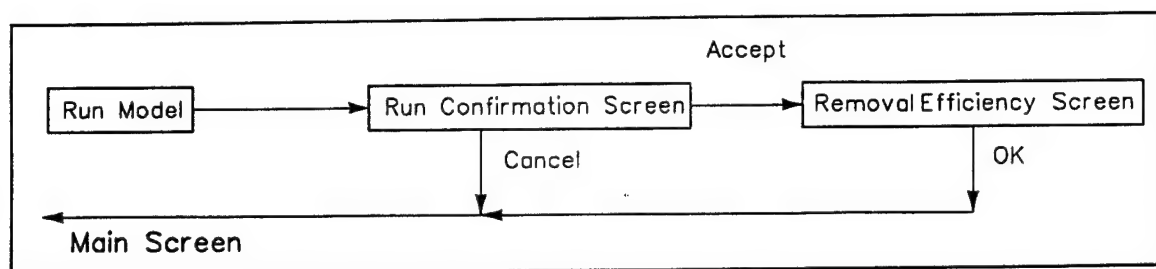 Accept
Run Model
Run Confirmation Screen
Removal Efficiency Screen
Cancel
OK
Main Screen